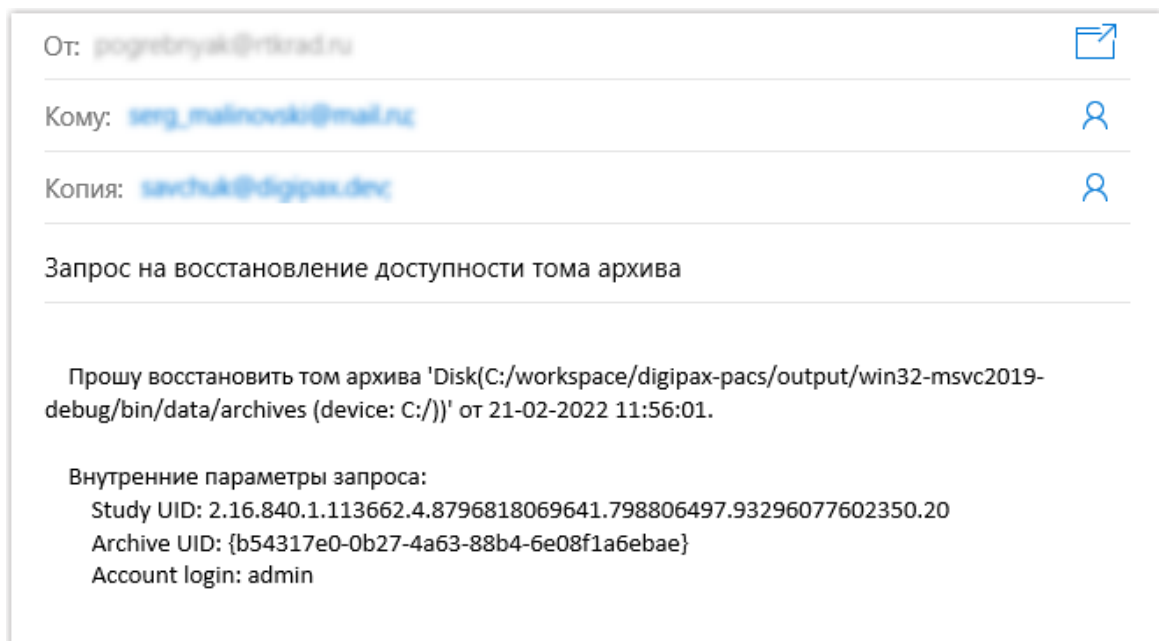 От:
Кому:
Копия:
Запрос на восстановление доступности тома архива
Прошу восстановить том архива 'Disk(C:/workspace/digipax-pacs/output/win32-msvc2019-
debug/bin/data/archives (device: C:/))' от 21-02-2022 11:56:01.
Внутренние параметры запроса:
Study UID: 2.16.840.1.113662.4.8796818069641.798806497.93296077602350.20
Archive UID: {b54317e0-0b27-4a63-88b4-6e08f1a6ebae}
Account login: admin